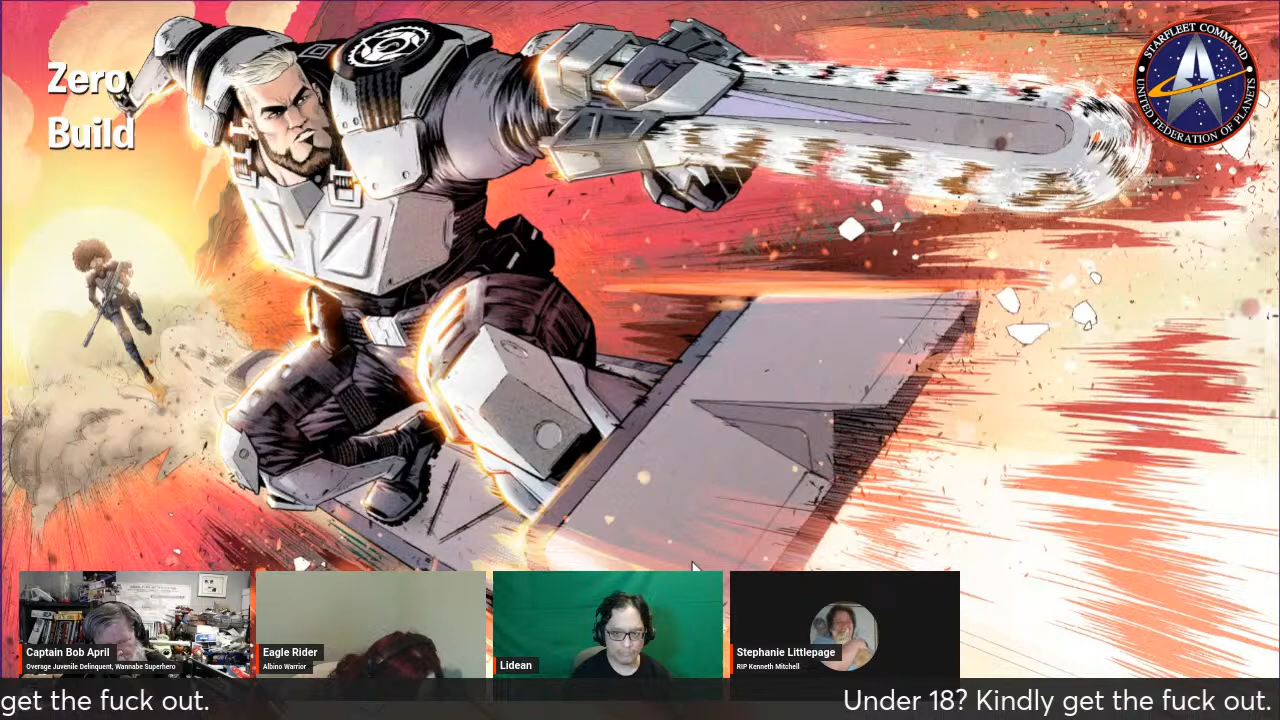 Zero
Build
STARFLEET COMMAND
UNITED FEDERATION OF PLANETS
Captain Bob April
Overage Juvenile Delinquent, Wannabe Superhero
Eagle Rider
Albino Warrior
Lidean
Stephanie Littlepage
RIP Kenneth Mitchell
get the fuck out.
Under 18? Kindly get the fuck out.